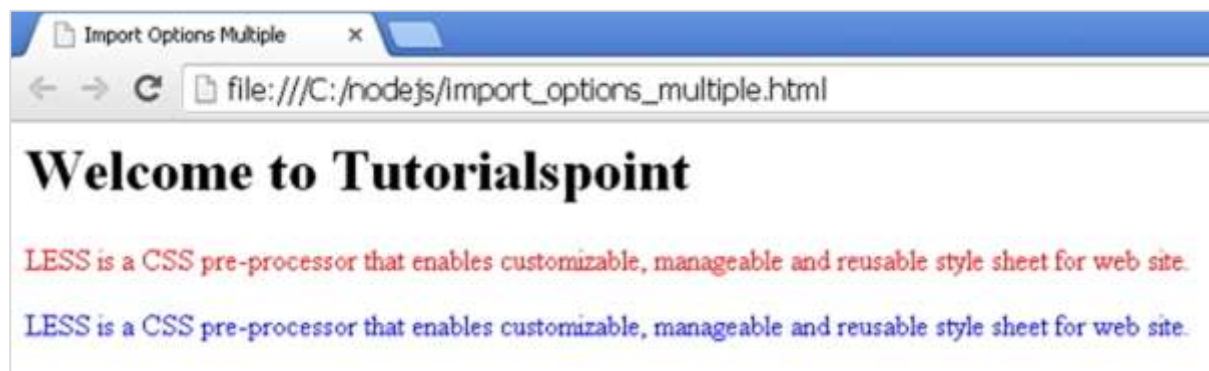 Import Options Multiple ×
file:///C:/nodejs/import_options_multiple.html
Welcome to Tutorialspoint
LESS is a CSS pre-processor that enables customizable, manageable and reusable style sheet for web site.
LESS is a CSS pre-processor that enables customizable, manageable and reusable style sheet for web site.